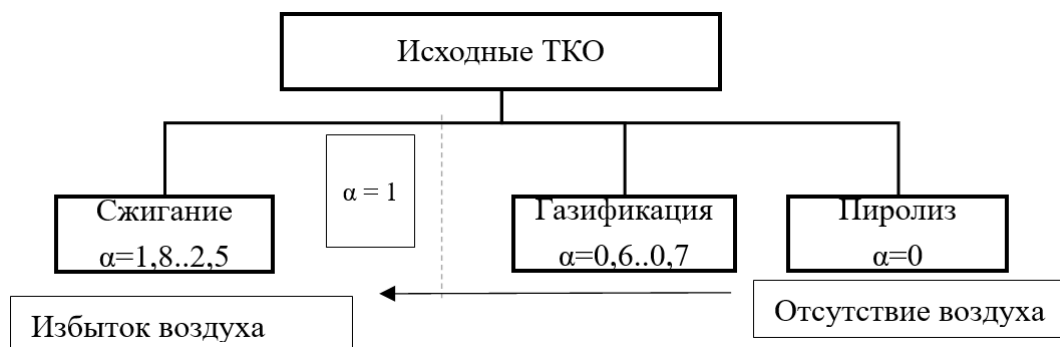 Исходные ТКО
α = 1
Сжигание
α=1,8..2,5
Газификация
α=0,6..0,7
Пиролиз
α=0
Избыток воздуха
Отсутствие воздуха